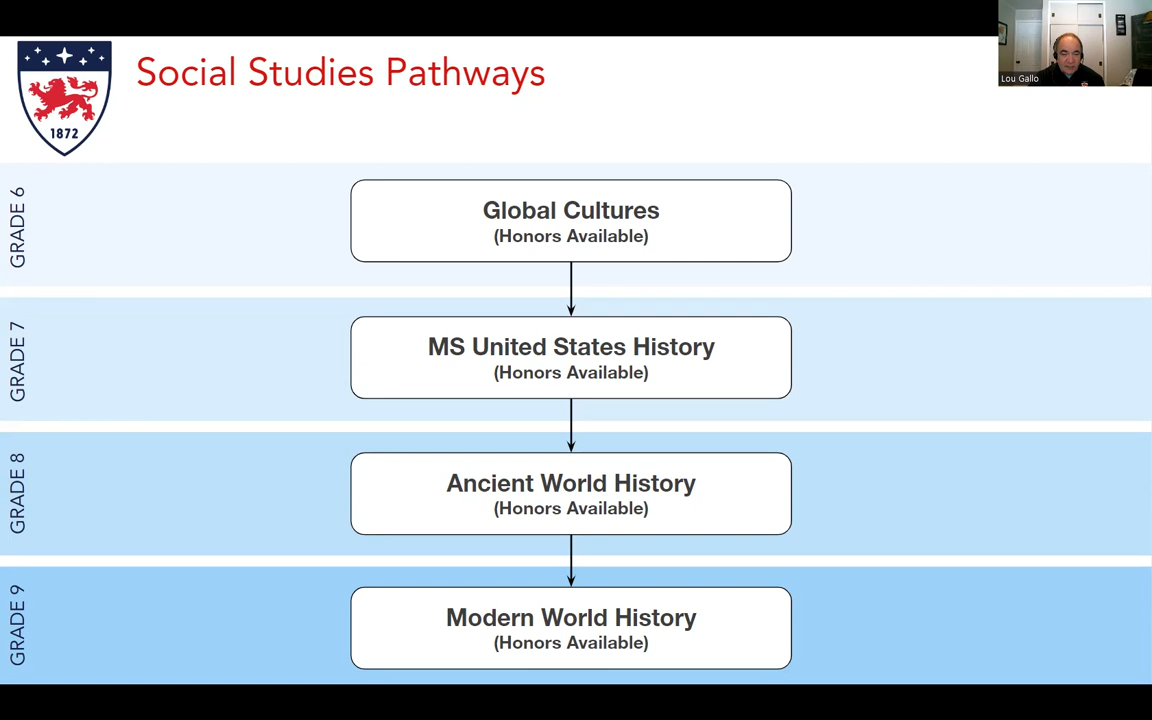 Social Studies Pathways
Lou Gallo
1872
GRADE 6
Global Cultures
(Honors Available)
GRADE 7
MS United States History
(Honors Available)
GRADE 8
Ancient World History
(Honors Available)
GRADE 9
Modern World History
(Honors Available)